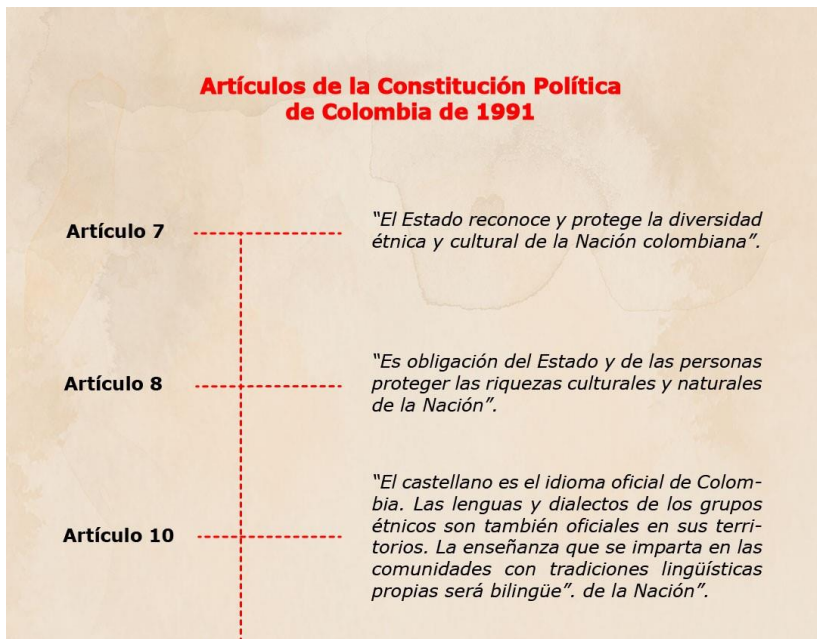 Artículos de la Constitución Política
de Colombia de 1991
Artículo 7
“El Estado reconoce y protege la diversidad
étnica y cultural de la Nación colombiana”.
Artículo 8
“Es obligación del Estado y de las personas
proteger las riquezas culturales y naturales
de la Nación”.
Artículo 10
“El castellano es el idioma oficial de Colom-
bia. Las lenguas y dialectos de los grupos
étnicos son también oficiales en sus terri-
torios. La enseñanza que se imparta en las
comunidades con tradiciones lingüísticas
propias será bilingüe”. de la Nación”.